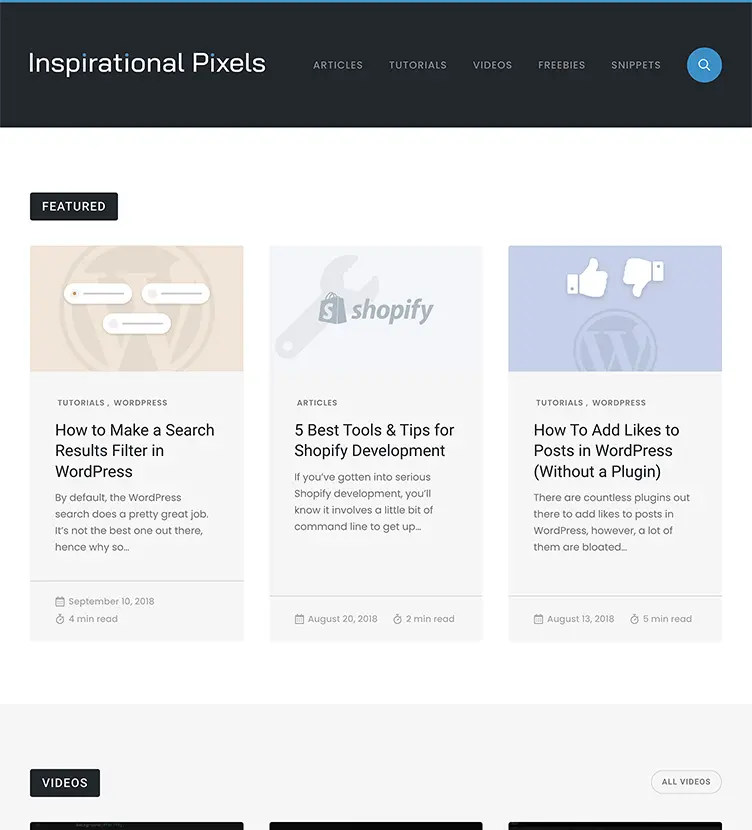 Inspirational Pixels
ARTICLES TUTORIALS VIDEOS FREEBIES SNIPPETS
FEATURED
shopify
TUTORIALS , WORDPRESS
How to Make a Search
Results Filter in
WordPress
By default, the WordPress
search does a pretty great job.
It's not the best one out there,
hence why so...
September 10, 2018
4 min read
ARTICLES
5 Best Tools & Tips for
Shopify Development
If you've gotten into serious
Shopify development, you'll
know it involves a little bit of
command line to get up...
August 20, 2018 2 min read
TUTORIALS , WORDPRESS
How To Add Likes to
Posts in WordPress
(Without a Plugin)
There are countless plugins out
there to add likes to posts in
WordPress, however, a lot of
them are bloated...
August 13, 2018 5 min read
VIDEOS
ALL VIDEOS